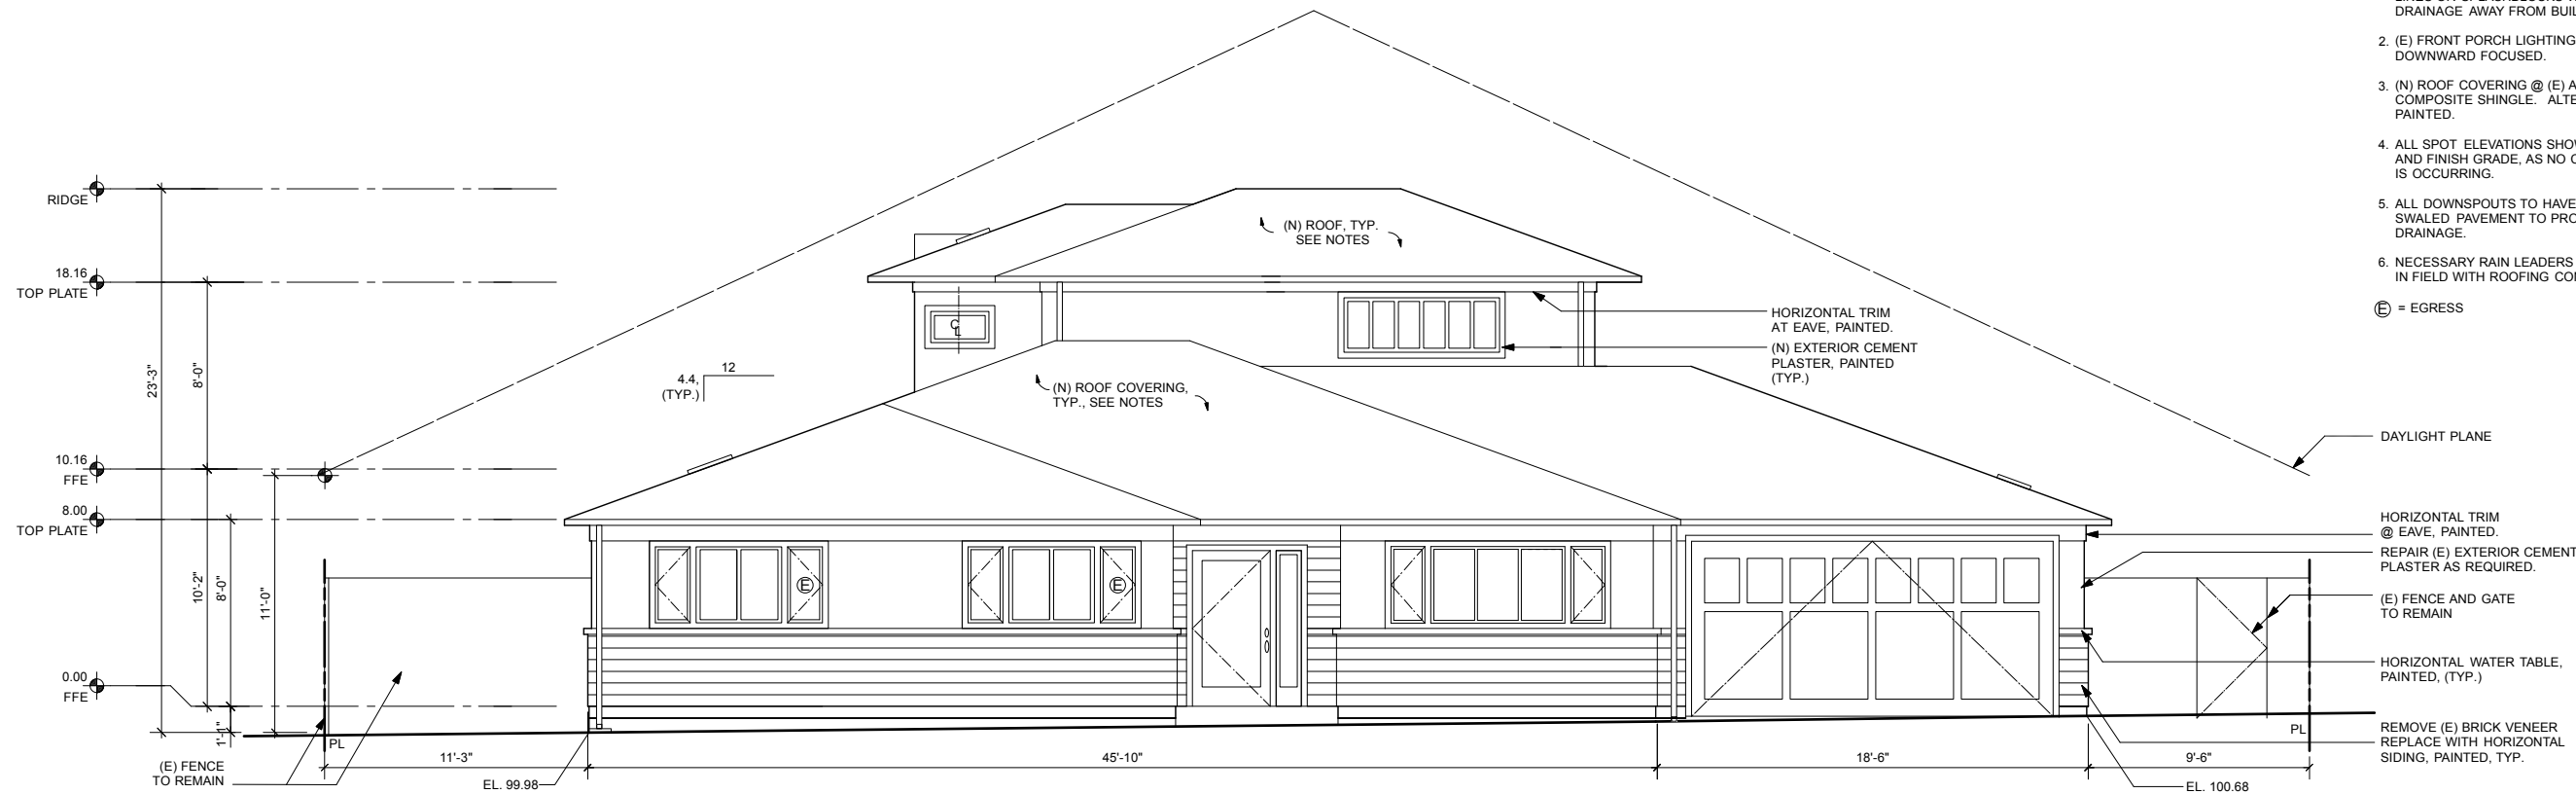 RIDGE
18.16
TOP PLATE
10.16
FFE
8.00
TOP PLATE
0.00
FFE
23'-3"
8'-0"
10'-2"
8'-0"
1'-1"
11'-0"
4.4,
12
(TYP.)
(N) ROOF, TYP.
SEE NOTES
(N) ROOF COVERING,
TYP., SEE NOTES
CL
E
E
HORIZONTAL TRIM
AT EAVE, PAINTED.
(N) EXTERIOR CEMENT
PLASTER, PAINTED
(TYP.)
(E) FENCE
TO REMAIN
PL
11'-3"
EL. 99.98
45'-10"
18'-6"
9'-6"
EL. 100.68
PL
DRAINAGE AWAY FROM BUIL
2. (E) FRONT PORCH LIGHTING
DOWNWARD FOCUSED.
3. (N) ROOF COVERING @ (E) A
COMPOSITE SHINGLE. ALTE
PAINTED.
4. ALL SPOT ELEVATIONS SHOW
AND FINISH GRADE, AS NO C
IS OCCURRING.
5. ALL DOWNSPOUTS TO HAVE
SWALED PAVEMENT TO PRO
DRAINAGE.
6. NECESSARY RAIN LEADERS
IN FIELD WITH ROOFING CON
E = EGRESS
DAYLIGHT PLANE
HORIZONTAL TRIM
@ EAVE, PAINTED.
REPAIR (E) EXTERIOR CEMENT
PLASTER AS REQUIRED.
(E) FENCE AND GATE
TO REMAIN
HORIZONTAL WATER TABLE,
PAINTED, (TYP.)
REMOVE (E) BRICK VENEER
REPLACE WITH HORIZONTAL
SIDING, PAINTED, TYP.